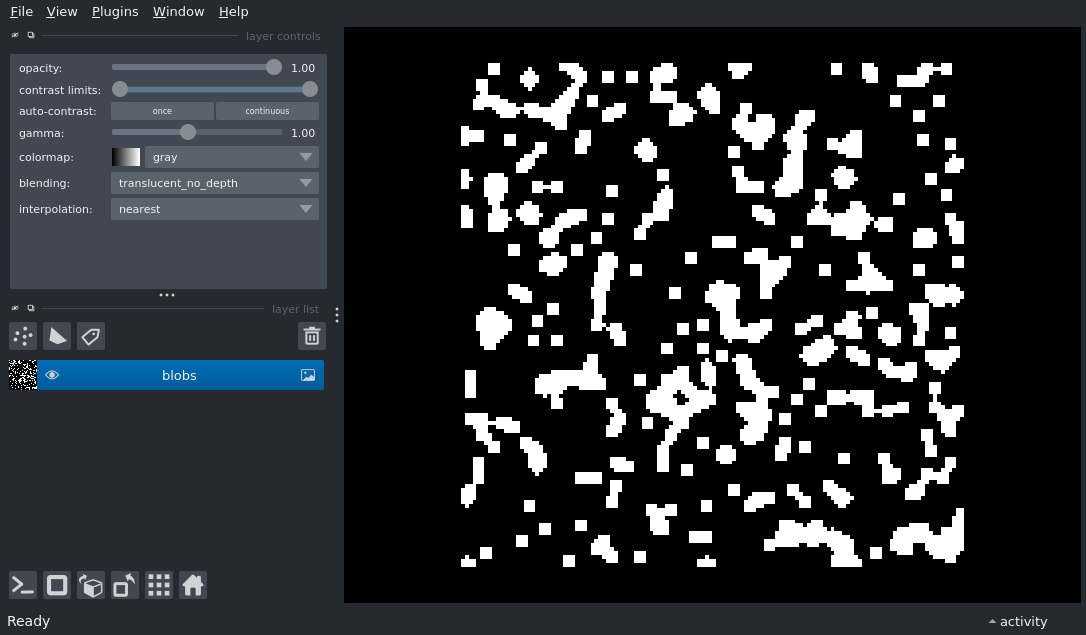 File View Plugins Window Help
layer controls
opacity: 1.00
contrast limits:
auto-contrast: once continuous
gamma: 1.00
colormap: gray
blending: translucent_no_depth
interpolation: nearest
layer list
blobs
Ready
activity